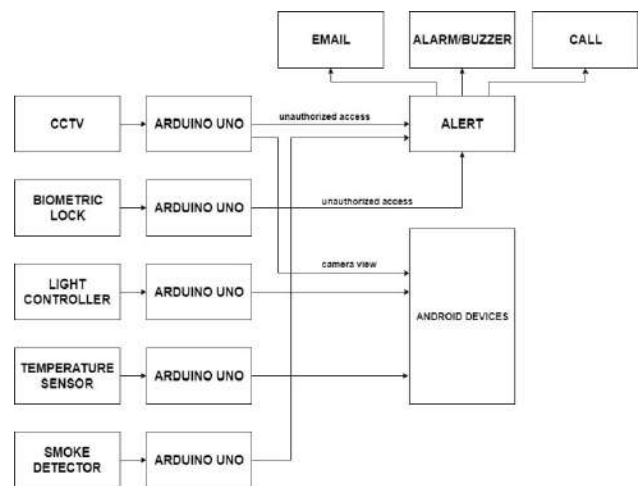 EMAIL
ALARM/BUZZER
CALL
CCTV
ARDUINO UNO
unauthorized access
ALERT
BIOMETRIC
LOCK
ARDUINO UNO
unauthorized access
camera view
LIGHT
CONTROLLER
ARDUINO UNO
ANDROID DEVICES
TEMPERATURE
SENSOR
ARDUINO UNO
SMOKE
DETECTOR
ARDUINO UNO